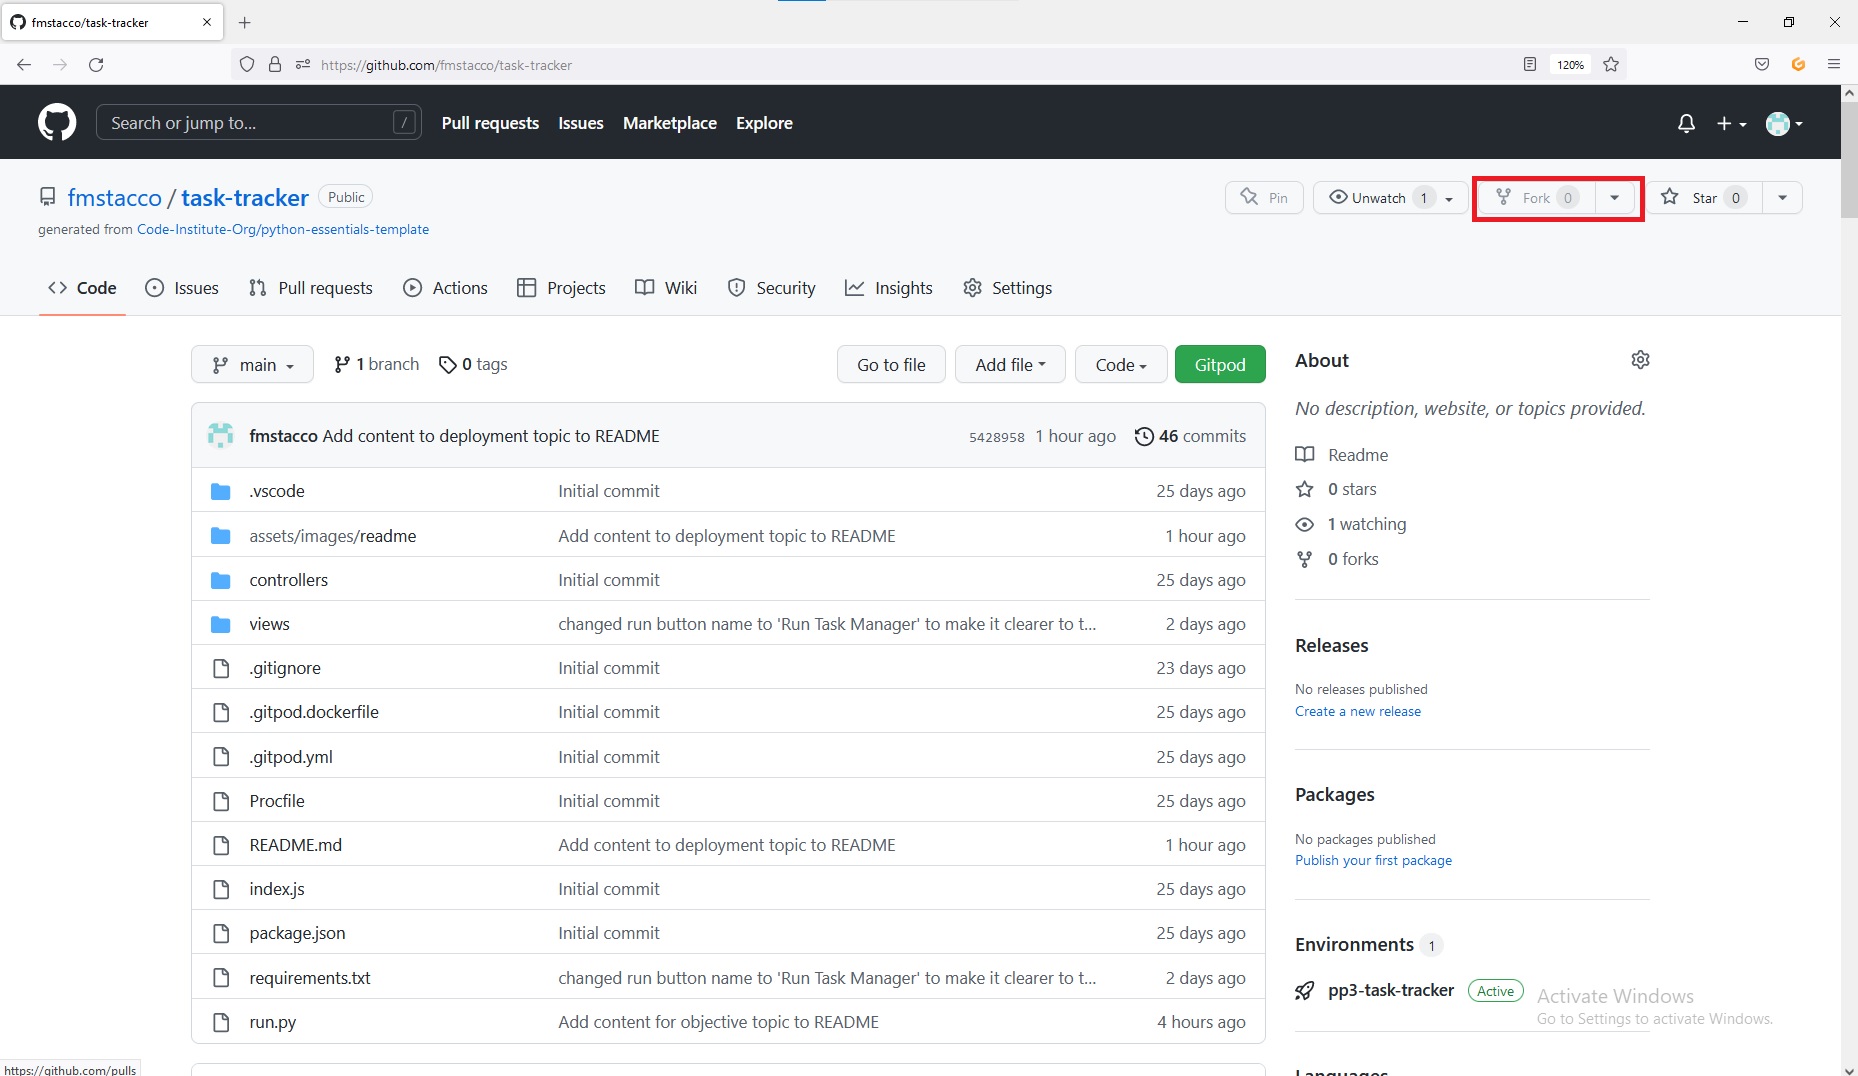 fmstacco/task-tracker
https://github.com/fmstacco/task-tracker
120%
Search or jump to...
/
Pull requests Issues Marketplace Explore
fmstacco / task-tracker Public
Pin Unwatch 1 Fork 0 Star 0
generated from Code-Institute-Org/python-essentials-template
Code Issues Pull requests Actions Projects Wiki Security Insights Settings
main 1 branch 0 tags
Go to file Add file Code Gitpod
fmstacco Add content to deployment topic to README 5428958 1 hour ago 46 commits
.vscode Initial commit 25 days ago
assets/images/readme Add content to deployment topic to README 1 hour ago
controllers Initial commit 25 days ago
views changed run button name to 'Run Task Manager' to make it clearer to t... 2 days ago
.gitignore Initial commit 23 days ago
.gitpod.dockerfile Initial commit 25 days ago
.gitpod.yml Initial commit 25 days ago
Procfile Initial commit 25 days ago
README.md Add content to deployment topic to README 1 hour ago
index.js Initial commit 25 days ago
package.json Initial commit 25 days ago
requirements.txt changed run button name to 'Run Task Manager' to make it clearer to t... 2 days ago
run.py Add content for objective topic to README 4 hours ago
About
No description, website, or topics provided.
Readme
0 stars
1 watching
0 forks
Releases
No releases published
Create a new release
Packages
No packages published
Publish your first package
Environments 1
pp3-task-tracker Active
Activate Windows
Go to Settings to activate Windows.
Languages
https://github.com/pulls